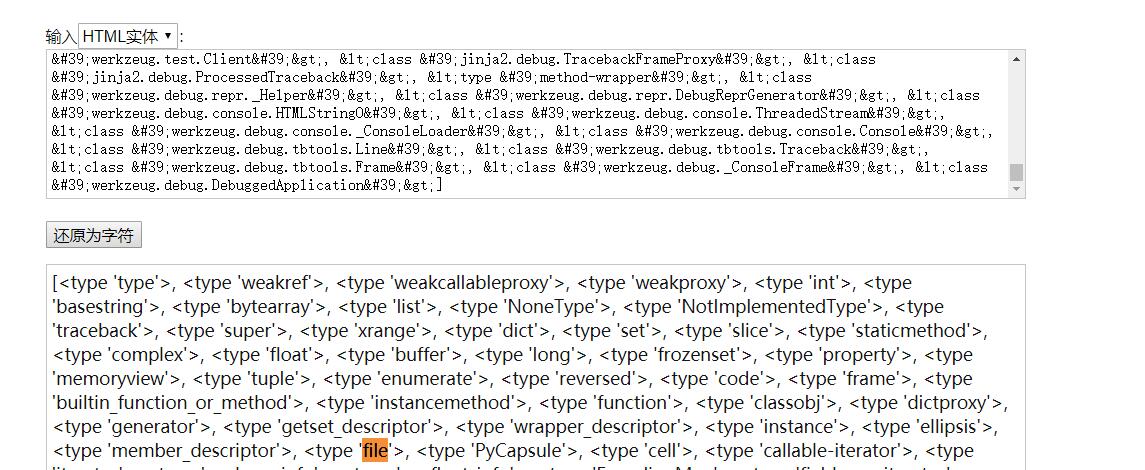 输入HTML实体 ▼:
&#39;werkzeug.test.Client&#39;&gt;, &lt;class &#39;jinja2.debug.TracebackFrameProxy&#39;&gt;, &lt;class
&#39;jinja2.debug.ProcessedTraceback&#39;&gt;, &lt;type &#39;method-wrapper&#39;&gt;, &lt;class
&#39;werkzeug.debug.repr._Helper&#39;&gt;, &lt;class &#39;werkzeug.debug.repr.DebugReprGenerator&#39;&gt;, &lt;class
&#39;werkzeug.debug.console.HTMLStringO&#39;&gt;, &lt;class &#39;werkzeug.debug.console.ThreadedStream&#39;&gt;,
&lt;class &#39;werkzeug.debug.console._ConsoleLoader&#39;&gt;, &lt;class &#39;werkzeug.debug.console.Console&#39;&gt;,
&lt;class &#39;werkzeug.debug.tbtools.Line&#39;&gt;, &lt;class &#39;werkzeug.debug.tbtools.Traceback&#39;&gt;,
&lt;class &#39;werkzeug.debug.tbtools.Frame&#39;&gt;, &lt;class &#39;werkzeug.debug._ConsoleFrame&#39;&gt;, &lt;class
&#39;werkzeug.debug.DebuggedApplication&#39;&gt;]
还原为字符
[<type 'type'>, <type 'weakref'>, <type 'weakcallableproxy'>, <type 'weakproxy'>, <type 'int'>, <type
'basestring'>, <type 'bytearray'>, <type 'list'>, <type 'NoneType'>, <type 'NotImplementedType'>, <type
'traceback'>, <type 'super'>, <type 'xrange'>, <type 'dict'>, <type 'set'>, <type 'slice'>, <type 'staticmethod'>,
<type 'complex'>, <type 'float'>, <type 'buffer'>, <type 'long'>, <type 'frozenset'>, <type 'property'>, <type
'memoryview'>, <type 'tuple'>, <type 'enumerate'>, <type 'reversed'>, <type 'code'>, <type 'frame'>, <type
'builtin_function_or_method'>, <type 'instancemethod'>, <type 'function'>, <type 'classobj'>, <type 'dictproxy'>,
<type 'generator'>, <type 'getset_descriptor'>, <type 'wrapper_descriptor'>, <type 'instance'>, <type 'ellipsis'>,
<type 'member_descriptor'>, <type 'file'>, <type 'PyCapsule'>, <type 'cell'>, <type 'callable-iterator'>, <type